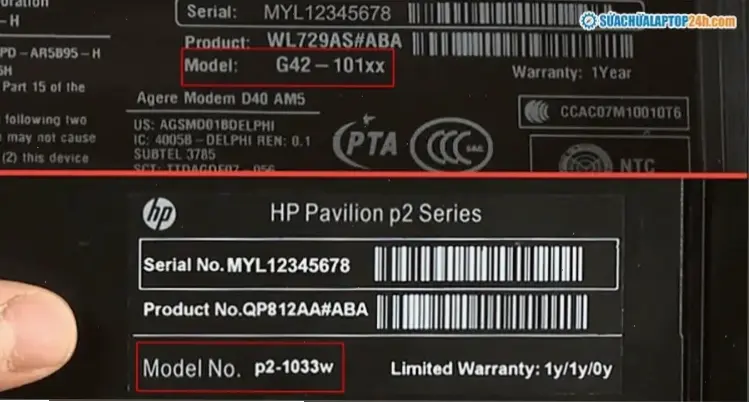 oration
Serial: MYL12345678
SUACHUALAPTOP24h.com
Product: WL729AS#ABA
PD-AR5B95-H
Model: G42-101xx
Warranty: 1Year
Part 15 of the
Agere Modem D40 AM5
following two
may not cause
(2) this device
US: AGSMD01BDELPHI
IC: 4005B-DELPHI REN: 0.1
SUBTEL 3785
PTA
CCC
CCAC07M10010T6
NTC
hp
HP Pavilion p2 Series
Serial No. MYL12345678
Product No. QP812AA#ABA
Model No. p2-1033w
Limited Warranty: 1y/1y/0y